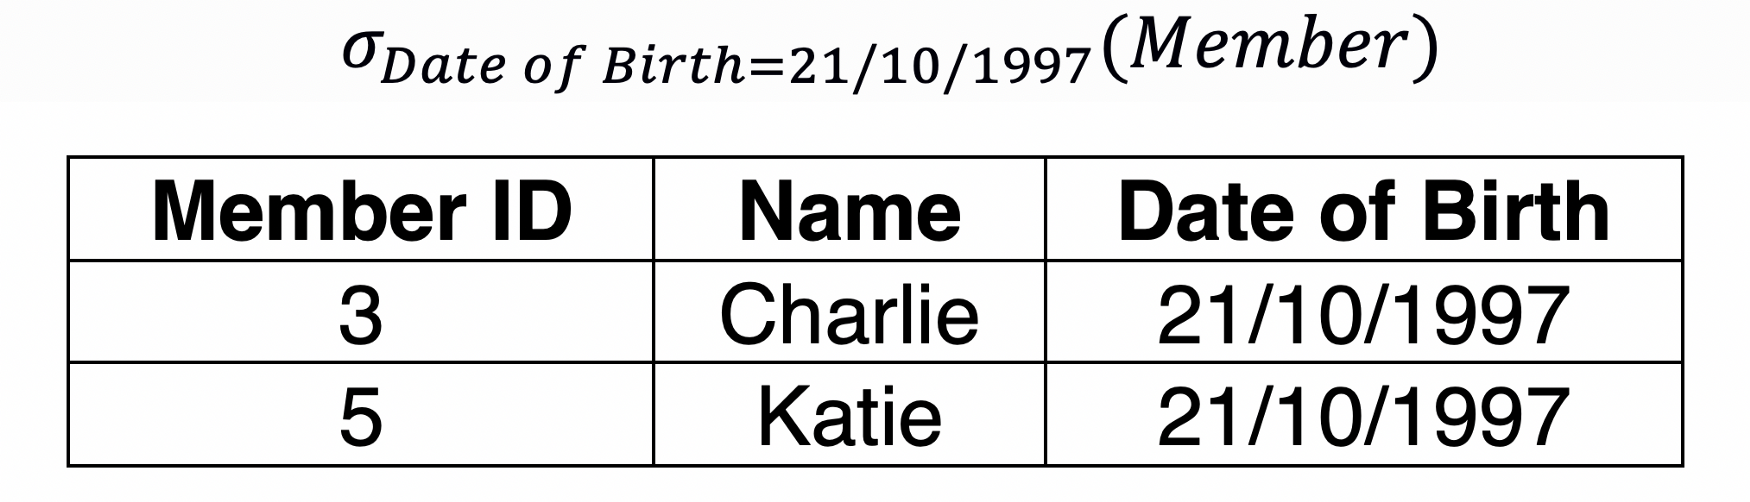 σDate of Birth=21/10/1997(Member)
Member ID Name Date of Birth
3 Charlie 21/10/1997
5 Katie 21/10/1997